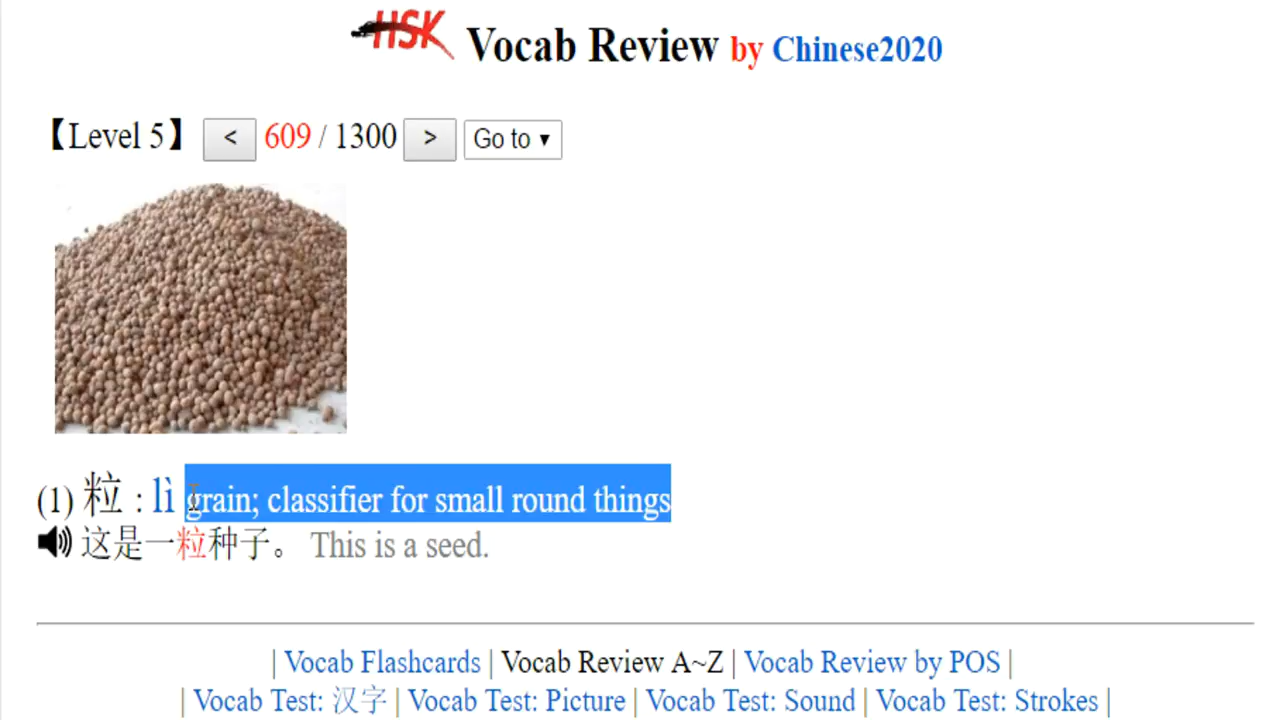 HSK Vocab Review by Chinese2020
【Level 5】 < 609 / 1300 > Go to ▾
(1) 粒 : lì grain; classifier for small round things
这是一粒种子。 This is a seed.
| Vocab Flashcards | Vocab Review A~Z | Vocab Review by POS |
| Vocab Test: 汉字 | Vocab Test: Picture | Vocab Test: Sound | Vocab Test: Strokes |